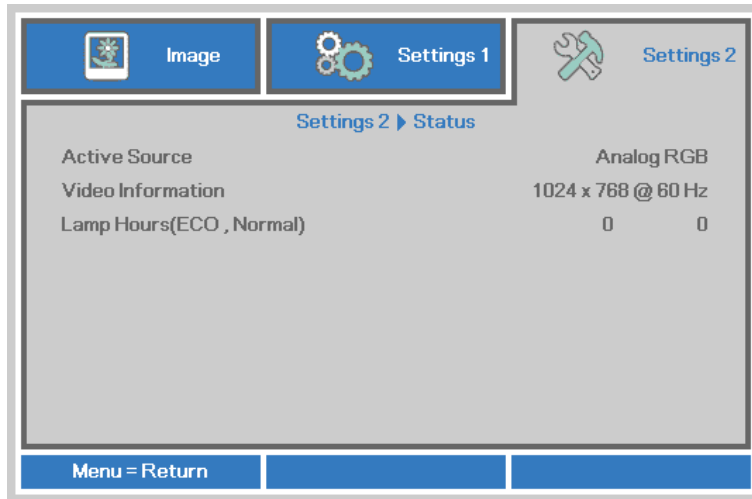 Image Settings 1 Settings 2
Settings 2 ▶ Status
Active Source Analog RGB
Video Information 1024 x 768 @ 60 Hz
Lamp Hours(ECO , Normal) 0 0
Menu = Return